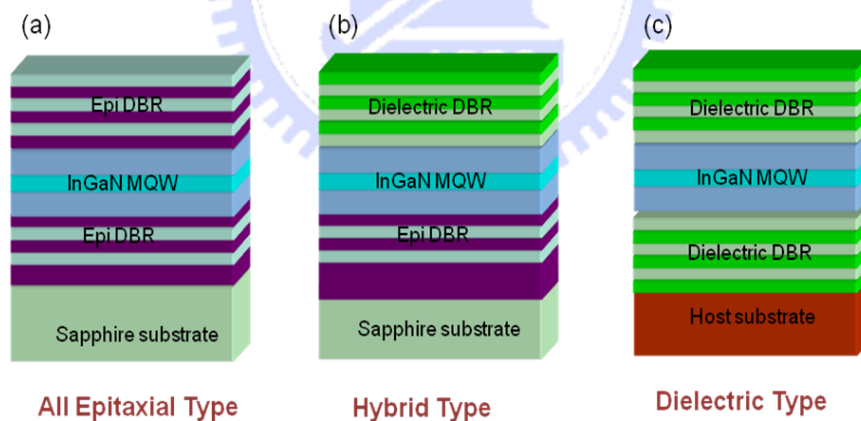 (a)
Epi DBR
InGaN MQW
Epi DBR
Sapphire substrate
All Epitaxial Type
(b)
Dielectric DBR
InGaN MQW
Epi DBR
Sapphire substrate
Hybrid Type
(c)
Dielectric DBR
InGaN MQW
Dielectric DBR
Host substrate
Dielectric Type